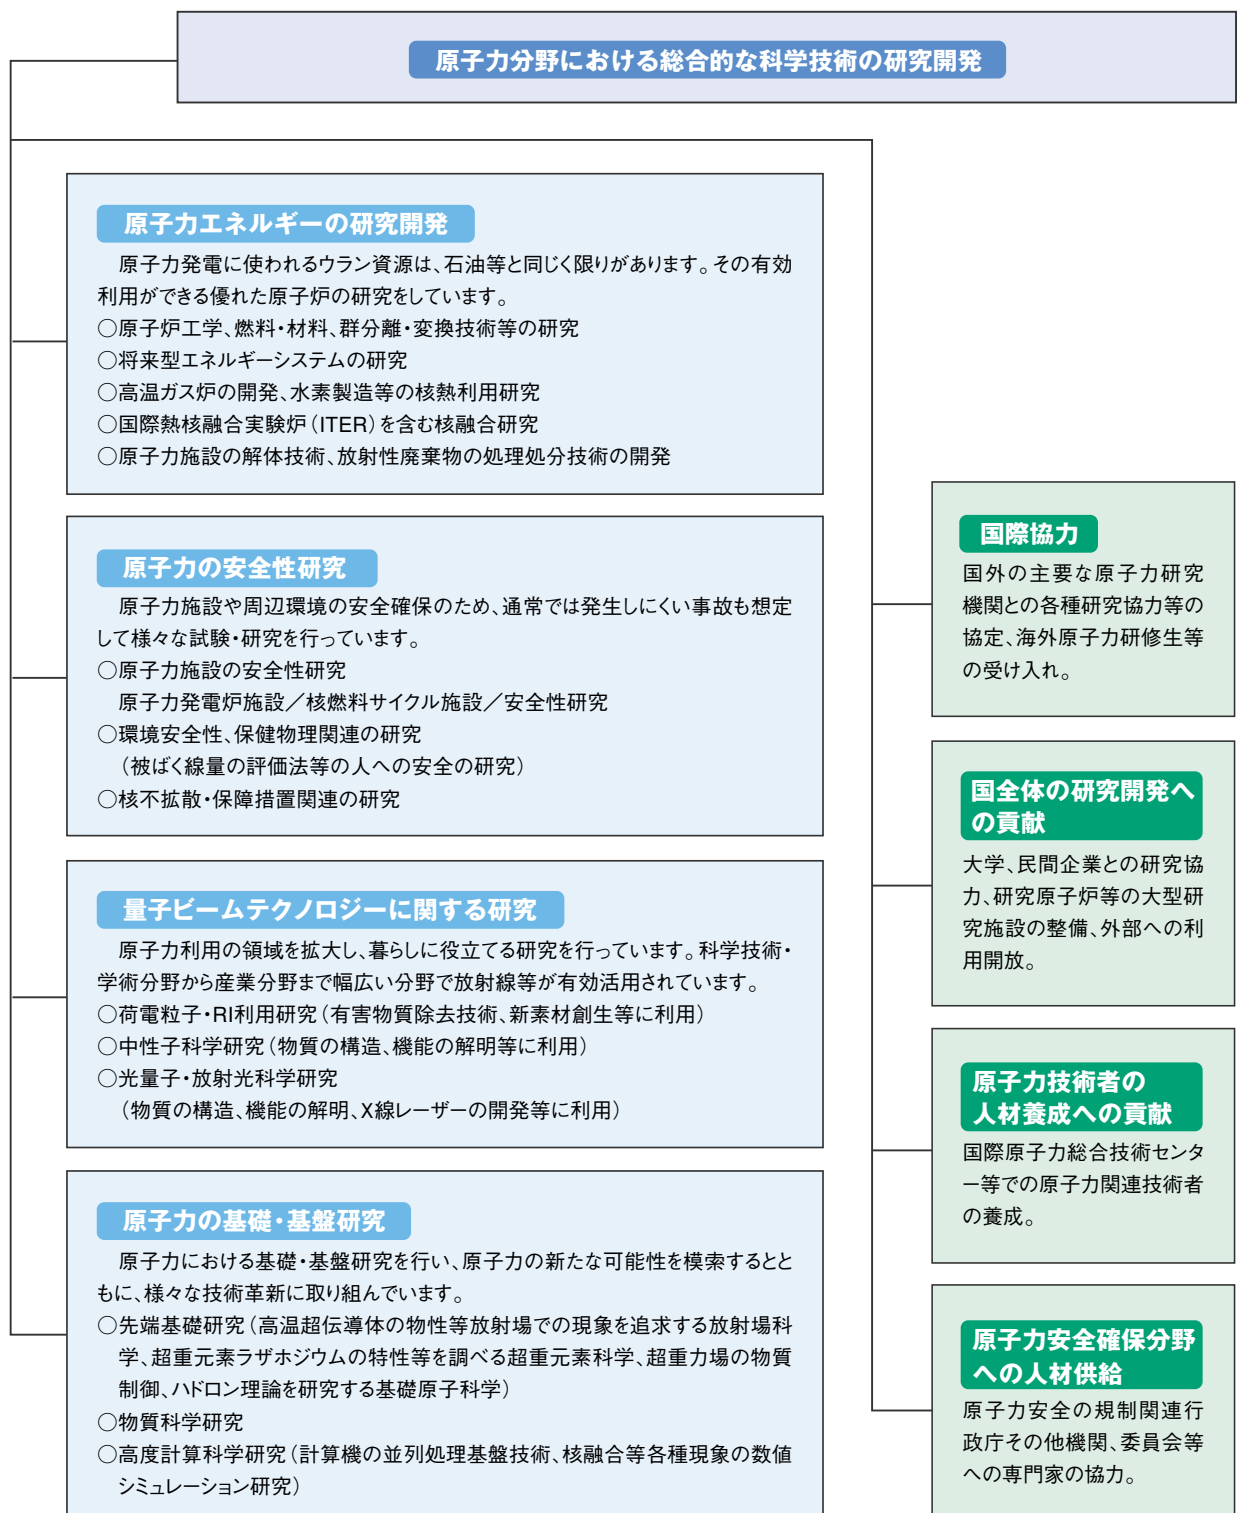 原子力分野における総合的な科学技術の研究開発
原子力エネルギーの研究開発
原子力発電に使われるウラン資源は、石油等と同じく限りがあります。その有効
利用ができる優れた原子炉の研究をしています。
○原子炉工学、燃料・材料、群分離・変換技術等の研究
○将来型エネルギーシステムの研究
○高温ガス炉の開発、水素製造等の核熱利用研究
○国際熱核融合実験炉（ITER）を含む核融合研究
○原子力施設の解体技術、放射性廃棄物の処理処分技術の開発
原子力の安全性研究
原子力施設や周辺環境の安全確保のため、通常では発生しにくい事故も想定
して様々な試験・研究を行っています。
○原子力施設の安全性研究
原子力発電炉施設／核燃料サイクル施設／安全性研究
○環境安全性、保健物理関連の研究
（被ばく線量の評価法等の人への安全の研究）
○核不拡散・保障措置関連の研究
量子ビームテクノロジーに関する研究
原子力利用の領域を拡大し、暮らしに役立てる研究を行っています。科学技術・
学術分野から産業分野まで幅広い分野で放射線等が有効活用されています。
○荷電粒子・RI利用研究（有害物質除去技術、新素材創生等に利用）
○中性子科学研究（物質の構造、機能の解明等に利用）
○光量子・放射光科学研究
（物質の構造、機能の解明、X線レーザーの開発等に利用）
原子力の基礎・基盤研究
原子力における基礎・基盤研究を行い、原子力の新たな可能性を模索するとと
もに、様々な技術革新に取り組んでいます。
○先端基礎研究（高温超伝導体の物性等放射場での現象を追求する放射場科
学、超重元素ラザホジウムの特性等を調べる超重元素科学、超重力場の物質
制御、ハドロン理論を研究する基礎原子科学）
○物質科学研究
○高度計算科学研究（計算機の並列処理基盤技術、核融合等各種現象の数値
シミュレーション研究）
国際協力
国外の主要な原子力研究
機関との各種研究協力等の
協定、海外原子力研修生等
の受け入れ。
国全体の研究開発へ
の貢献
大学、民間企業との研究協
力、研究原子炉等の大型研
究施設の整備、外部への利
用開放。
原子力技術者の
人材養成への貢献
国際原子力総合技術センタ
ー等での原子力関連技術者
の養成。
原子力安全確保分野
への人材供給
原子力安全の規制関連行
政庁その他機関、委員会等
への専門家の協力。